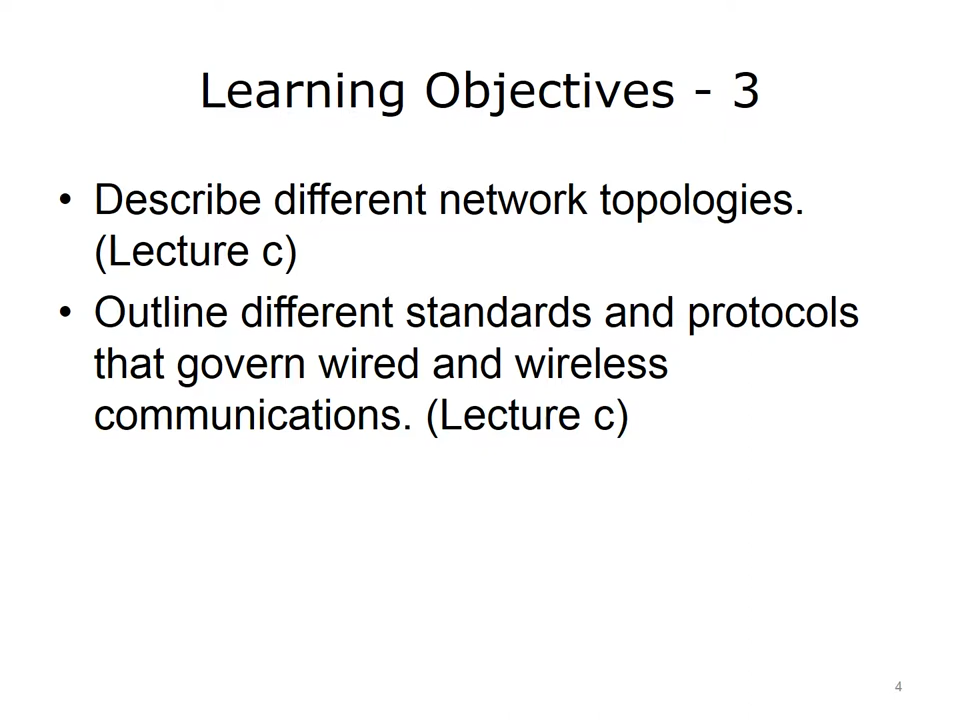 Learning Objectives - 3
• Describe different network topologies.
(Lecture c)
• Outline different standards and protocols
that govern wired and wireless
communications. (Lecture c)
4